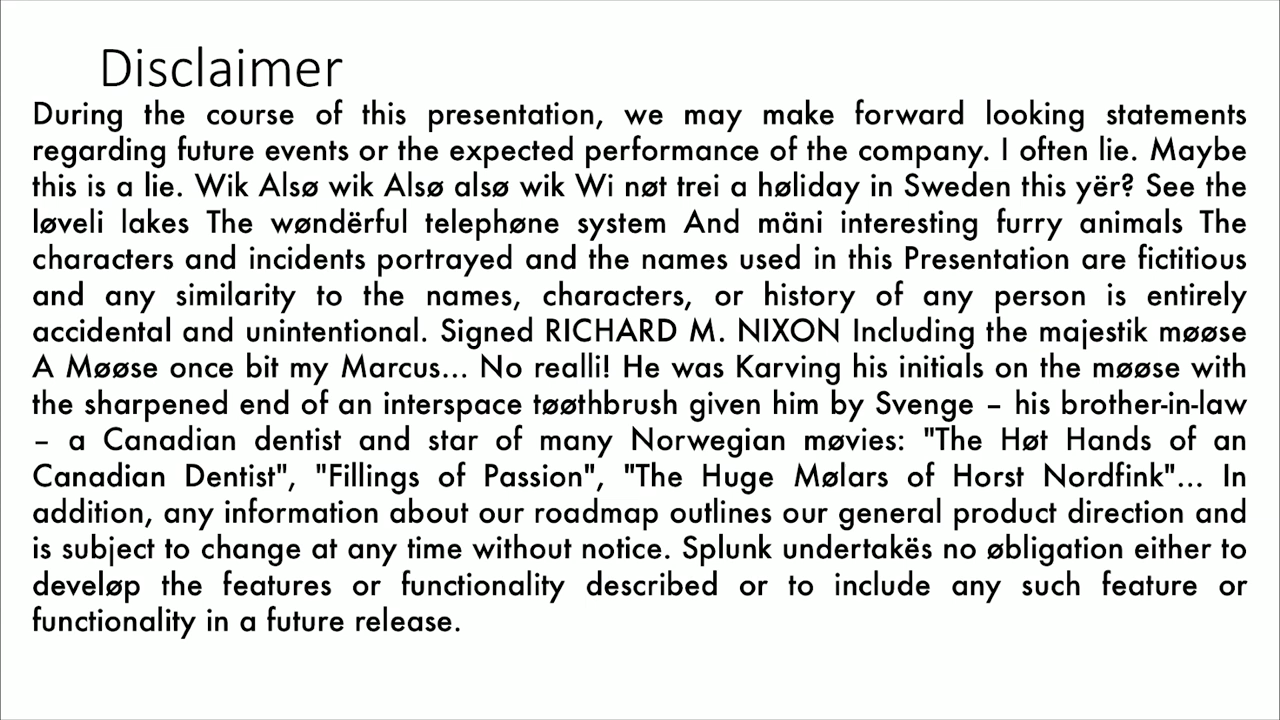 Disclaimer
During the course of this presentation, we may make forward looking statements
regarding future events or the expected performance of the company. I often lie. Maybe
this is a lie. Wik Alsø wik Alsø alsø wik Wi nøt trei a høliday in Sweden this yër? See the
løveli lakes The wøndërful telephøne system And mäni interesting furry animals The
characters and incidents portrayed and the names used in this Presentation are fictitious
and any similarity to the names, characters, or history of any person is entirely
accidental and unintentional. Signed RICHARD M. NIXON Including the majestik møøse
A Møøse once bit my Marcus... No realli! He was Karving his initials on the møøse with
the sharpened end of an interspace tøøthbrush given him by Svenge – his brother-in-law
– a Canadian dentist and star of many Norwegian møvies: "The Høt Hands of an
Canadian Dentist", "Fillings of Passion", "The Huge Mølars of Horst Nordfink"... In
addition, any information about our roadmap outlines our general product direction and
is subject to change at any time without notice. Splunk undertakës no øbligation either to
develøp the features or functionality described or to include any such feature or
functionality in a future release.